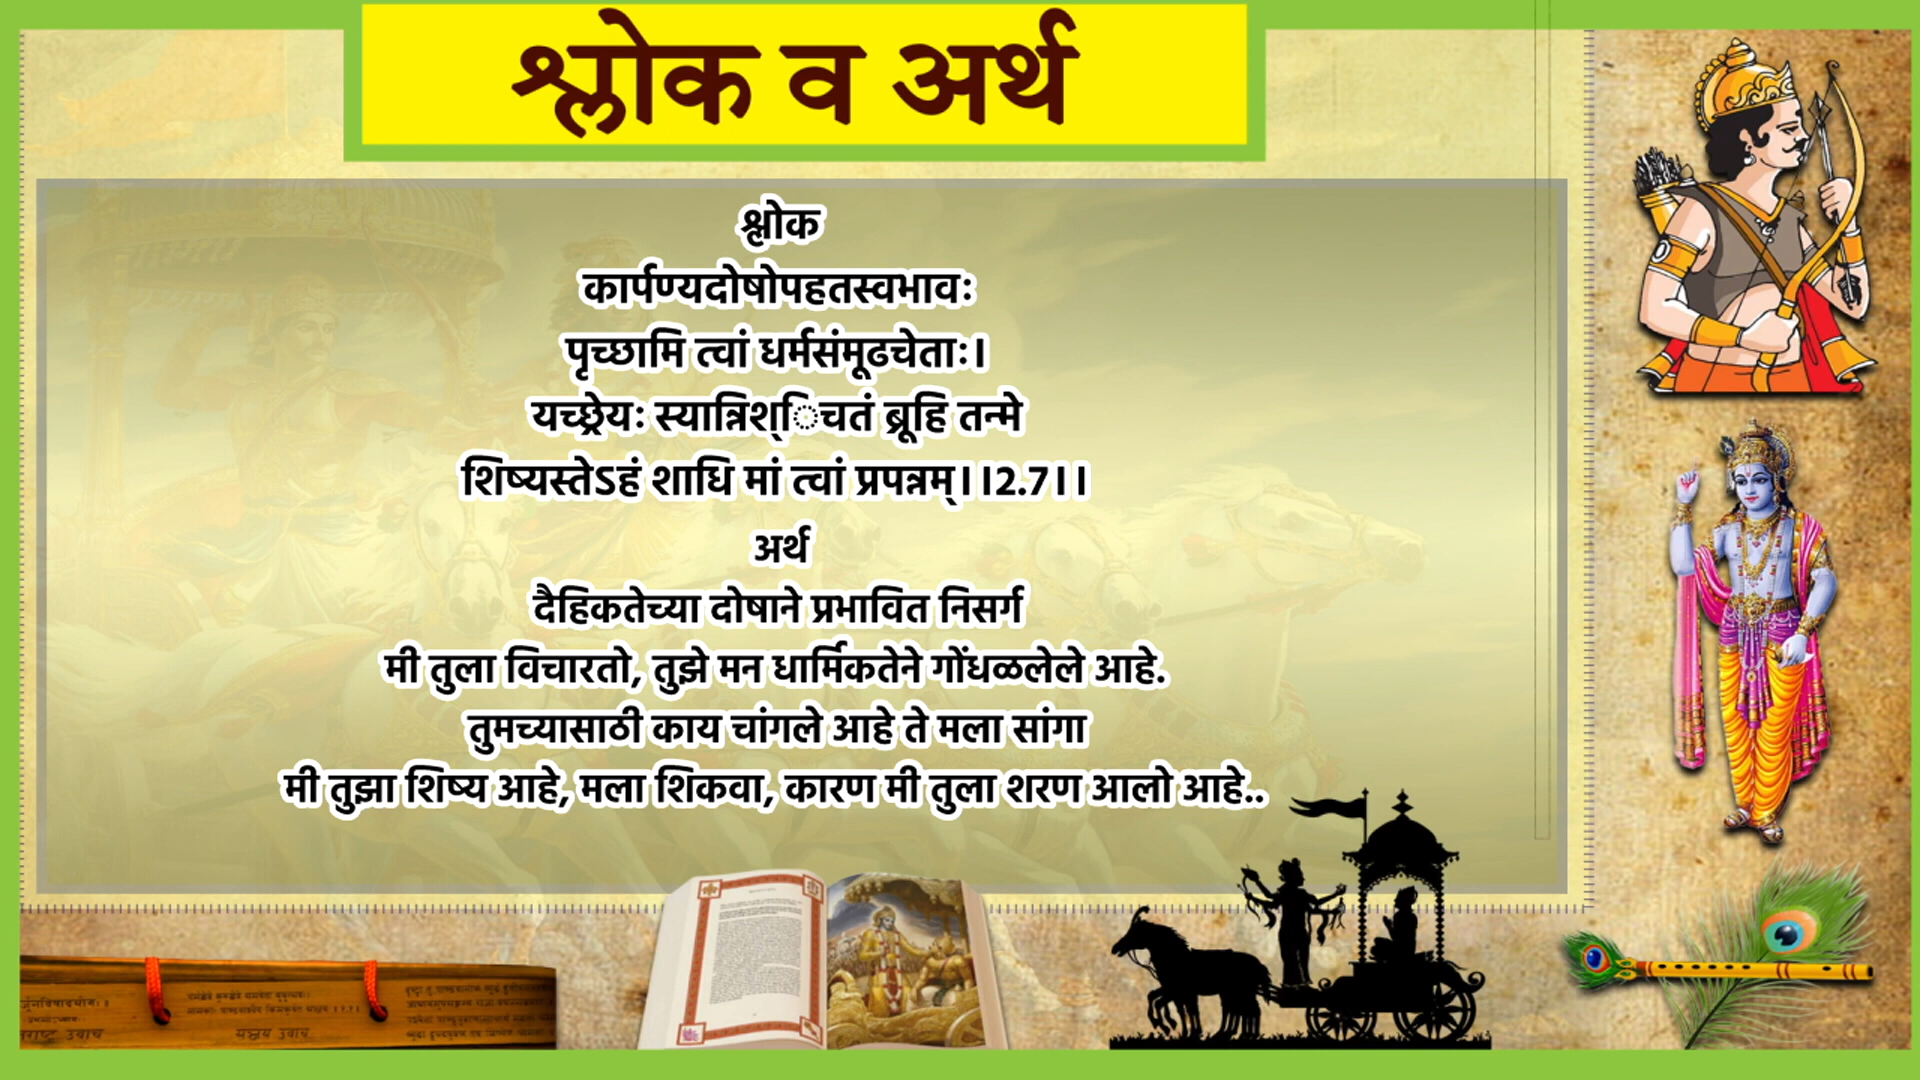 श्लोक व अर्थ
श्लोक
कार्पण्यदोषोपहतस्वभावः
पृच्छामि त्वां धर्मसंमूढचेताः।
यच्छ्रेयः स्यान्निश्िचतं ब्रूहि तन्मे
शिष्यस्तेऽहं शाधि मां त्वां प्रपन्नम्।।2.7।।
अर्थ
दैहिकतेच्या दोषाने प्रभावित निसर्ग
मी तुला विचारतो, तुझे मन धार्मिकतेने गोंधळलेले आहे.
तुमच्यासाठी काय चांगले आहे ते मला सांगा
मी तुझा शिष्य आहे, मला शिकवा, कारण मी तुला शरण आलो आहे..